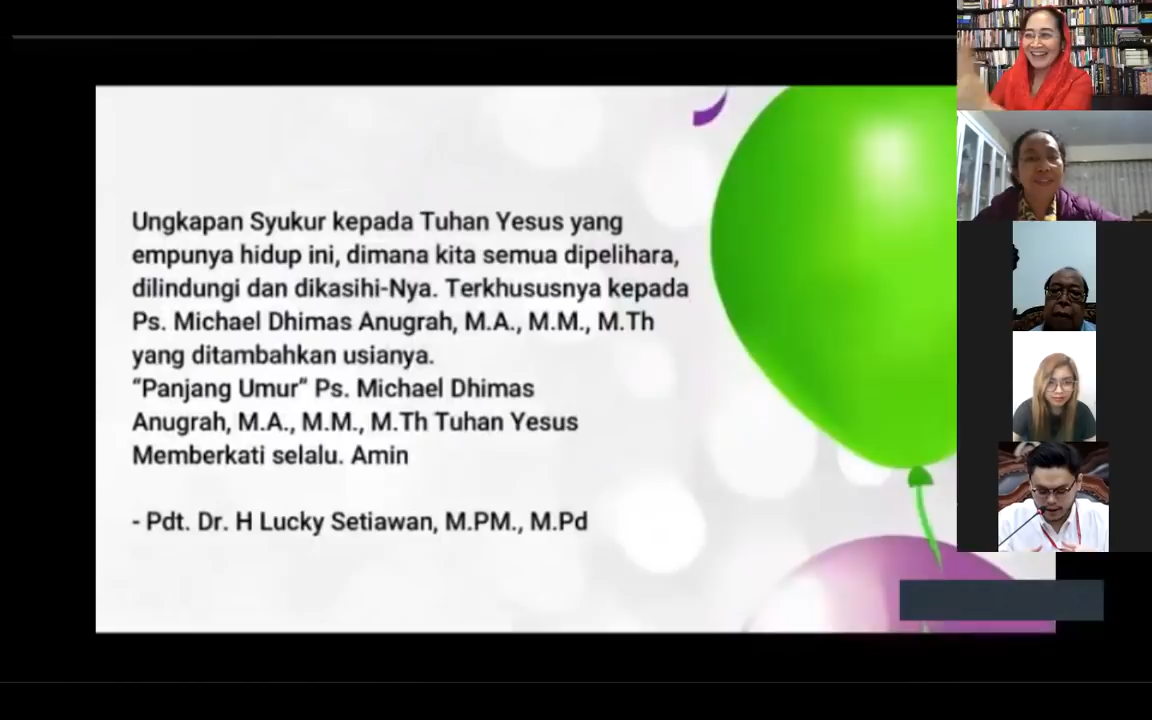 Ungkapan Syukur kepada Tuhan Yesus yang
empunya hidup ini, dimana kita semua dipelihara,
dilindungi dan dikasihi-Nya. Terkhususnya kepada
Ps. Michael Dhimas Anugrah, M.A., M.M., M.Th
yang ditambahkan usianya.
“Panjang Umur“ Ps. Michael Dhimas
Anugrah, M.A., M.M., M.Th Tuhan Yesus
Memberkati selalu. Amin
- Pdt. Dr. H Lucky Setiawan, M.PM., M.Pd